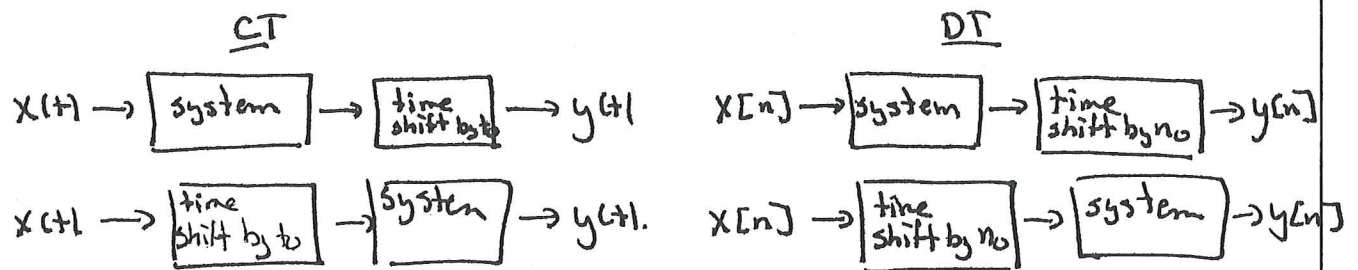 CT
DT
x(t) → system → time shift by t₀ → y(t)
x[n] → system → time shift by n₀ → y[n]
x(t) → time shift by t₀ → system → y(t).
x[n] → time shift by n₀ → system → y[n]